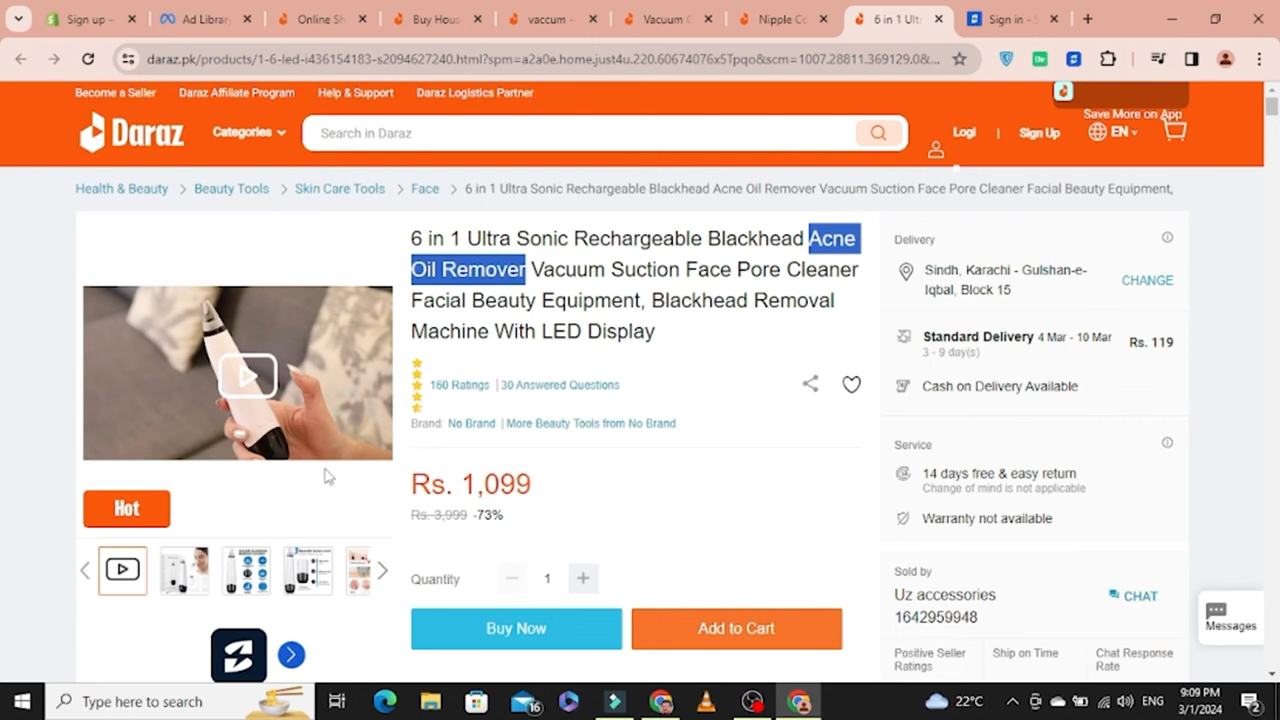 Sign up -
Ad Librar
Online Sh
Buy Hous
vaccum -
Vacuum C
Nipple Co
6 in 1 Ult
Sign in -
daraz.pk/products/1-6-led-i436154183-s2094627240.html?spm=a2a0e.home.just4u.220.60674076x5Tpqo&scm=1007.28811.369129.0&...
Become a Seller Daraz Affiliate Program Help & Support Daraz Logistics Partner
Save More on App
Daraz Categories Search in Daraz Logi | Sign Up EN
Health & Beauty > Beauty Tools > Skin Care Tools > Face > 6 in 1 Ultra Sonic Rechargeable Blackhead Acne Oil Remover Vacuum Suction Face Pore Cleaner Facial Beauty Equipment,
6 in 1 Ultra Sonic Rechargeable Blackhead Acne
Oil Remover Vacuum Suction Face Pore Cleaner
Facial Beauty Equipment, Blackhead Removal
Machine With LED Display
160 Ratings | 30 Answered Questions
Brand: No Brand | More Beauty Tools from No Brand
Rs. 1,099
Rs. 3,999 -73%
Hot
Quantity 1
Buy Now Add to Cart
Delivery
Sindh, Karachi - Gulshan-e-
Iqbal, Block 15
CHANGE
Standard Delivery 4 Mar - 10 Mar Rs. 119
3 - 9 day(s)
Cash on Delivery Available
Service
14 days free & easy return
Change of mind is not applicable
Warranty not available
Sold by
Uz accessories
1642959948
CHAT
Messages
Positive Seller
Ratings
Ship on Time
Chat Response
Rate
Type here to search
16
22°C
ENG
9:09 PM
3/1/2024
2